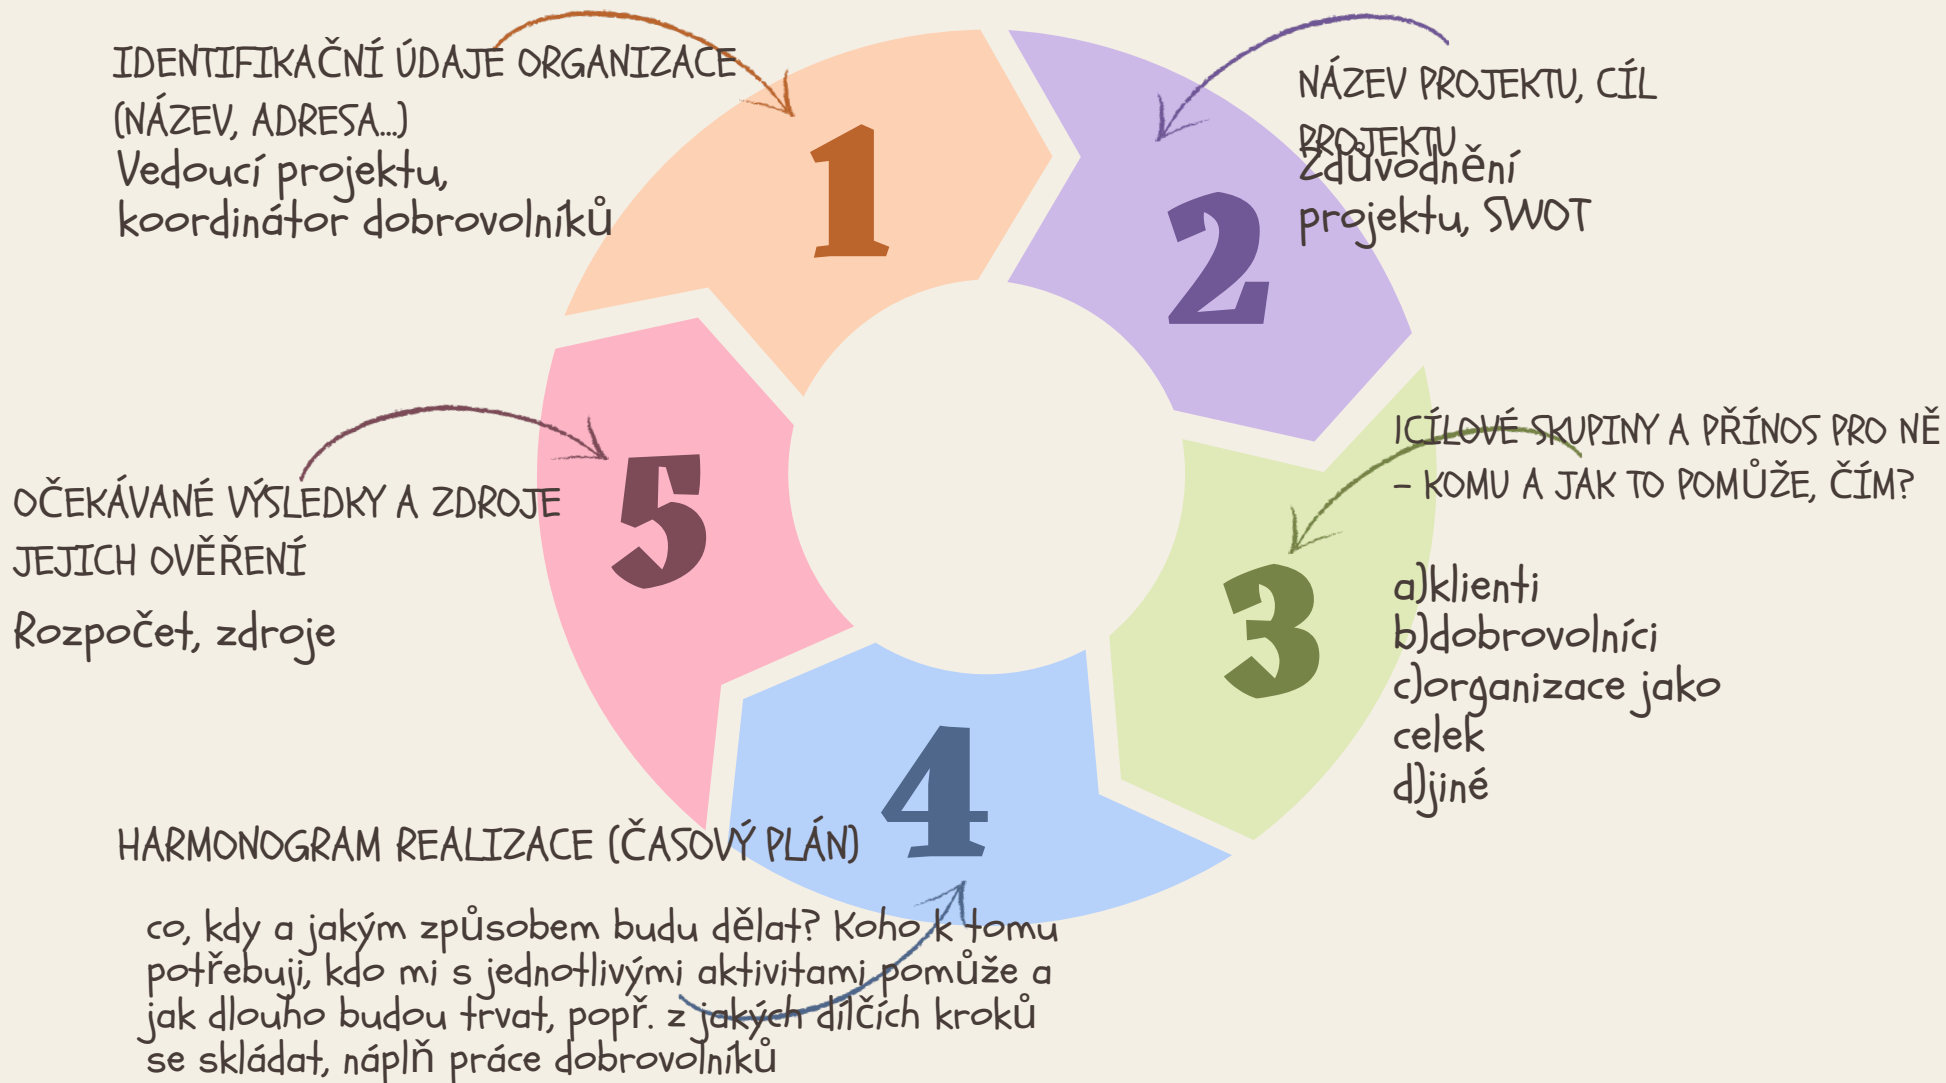 IDENTIFIKAČNÍ ÚDAJE ORGANIZACE
(NÁZEV, ADRESA...)
Vedoucí projektu,
koordinátor dobrovolníků
1
NÁZEV PROJEKTU, CÍL
PROJEKTU
Zdůvodnění
projektu, SWOT
2
ICÍLOVÉ SKUPINY A PŘÍNOS PRO NĚ
– KOMU A JAK TO POMŮŽE, ČÍM?
a)klienti
b)dobrovolníci
c)organizace jako
celek
d)jiné
3
4
HARMONOGRAM REALIZACE (ČASOVÝ PLÁN)
co, kdy a jakým způsobem budu dělat? Koho k tomu
potřebuji, kdo mi s jednotlivými aktivitami pomůže a
jak dlouho budou trvat, popř. z jakých dílčích kroků
se skládat, náplň práce dobrovolníků
5
OČEKÁVANÉ VÝSLEDKY A ZDROJE
JEJICH OVĚŘENÍ
Rozpočet, zdroje